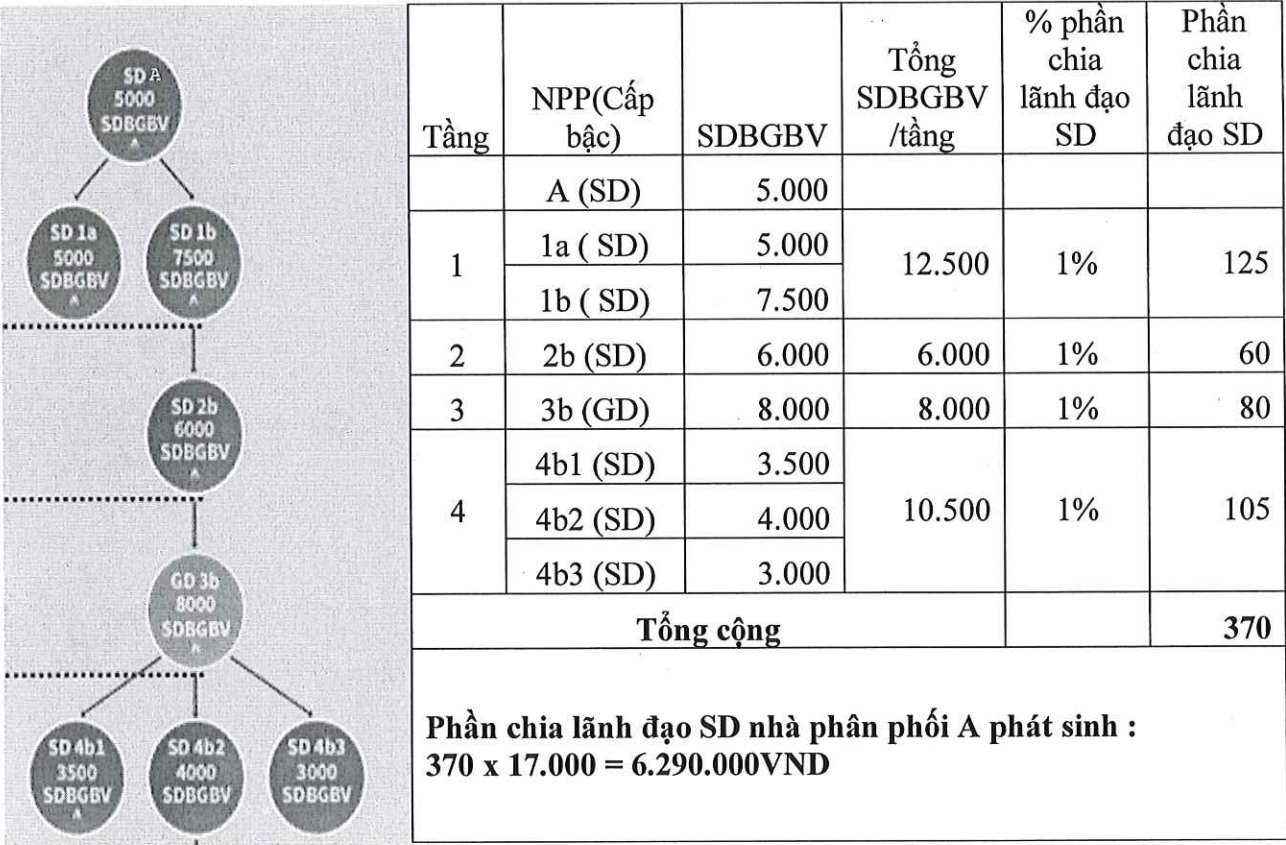 SD A
5000
SDBGBV
SD 1a
5000
SDBGBV
SD 1b
7500
SDBGBV
SD 2b
6000
SDBGBV
GD 3b
8000
SDBGBV
SD 4b1
3500
SDBGBV
SD 4b2
4000
SDBGBV
SD 4b3
3000
SDBGBV
Tầng
NPP(Cấp
bậc)
SDBGBV
Tổng
SDBGBV
/tầng
% phần
chia
lãnh đạo
SD
Phần
chia
lãnh
đạo SD
A (SD) 5.000
1 1a ( SD) 5.000 12.500 1% 125
1b ( SD) 7.500
2 2b (SD) 6.000 6.000 1% 60
3 3b (GD) 8.000 8.000 1% 80
4b1 (SD) 3.500
4 4b2 (SD) 4.000 10.500 1% 105
4b3 (SD) 3.000
Tổng cộng 370
Phần chia lãnh đạo SD nhà phân phối A phát sinh :
370 x 17.000 = 6.290.000VND